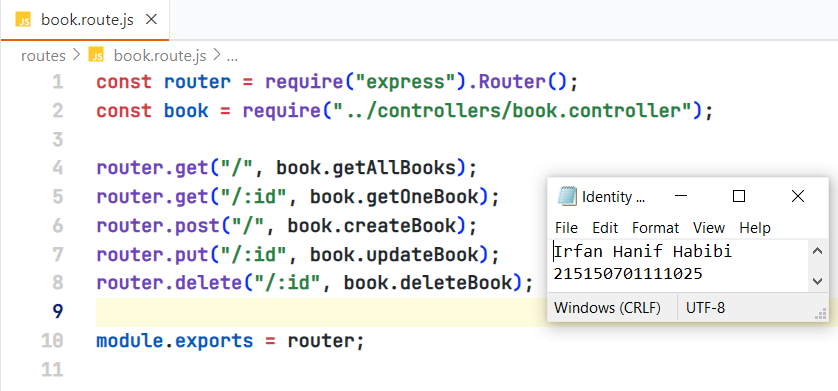 JS book.route.js ×
routes > JS book.route.js > ...
1 const router = require("express").Router();
2 const book = require("../controllers/book.controller");
3
4 router.get("/", book.getAllBooks);
5 router.get("/:id", book.getOneBook);
6 router.post("/", book.createBook);
7 router.put("/:id", book.updateBook);
8 router.delete("/:id", book.deleteBook);
9
10 module.exports = router;
11
Identity ...
File Edit Format View Help
Irfan Hanif Habibi
215150701111025
Windows (CRLF) UTF-8